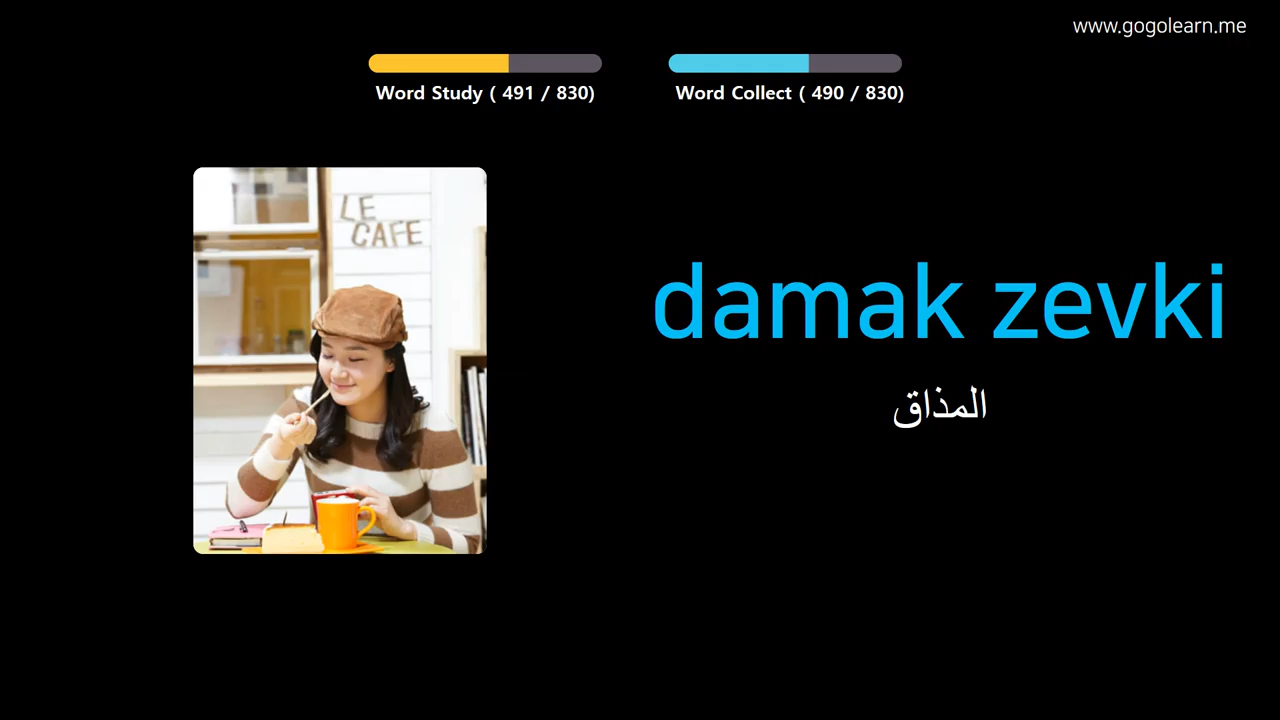 www.gogolearn.me
Word Study ( 491 / 830)
Word Collect ( 490 / 830)
LE
CAFE
damak zevki
المذاق